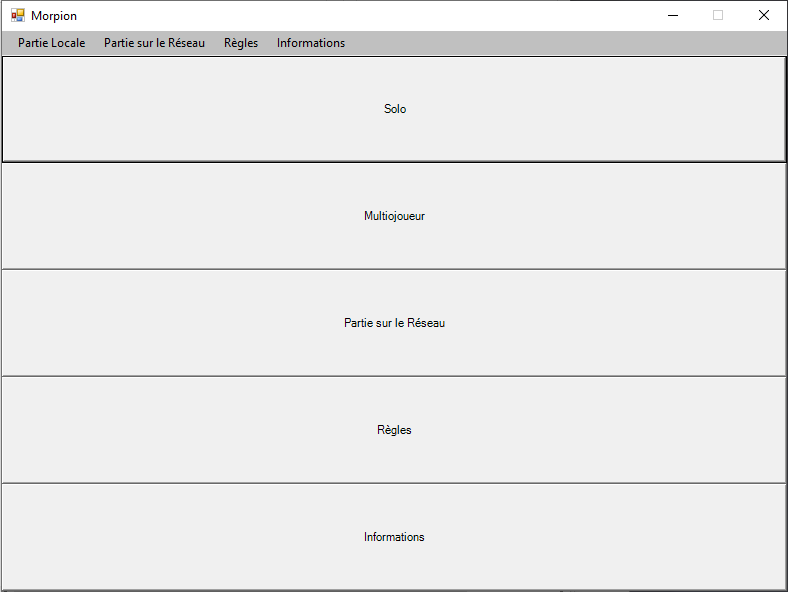 Morpion
Partie Locale Partie sur le Réseau Règles Informations
Solo
Multiojoueur
Partie sur le Réseau
Règles
Informations